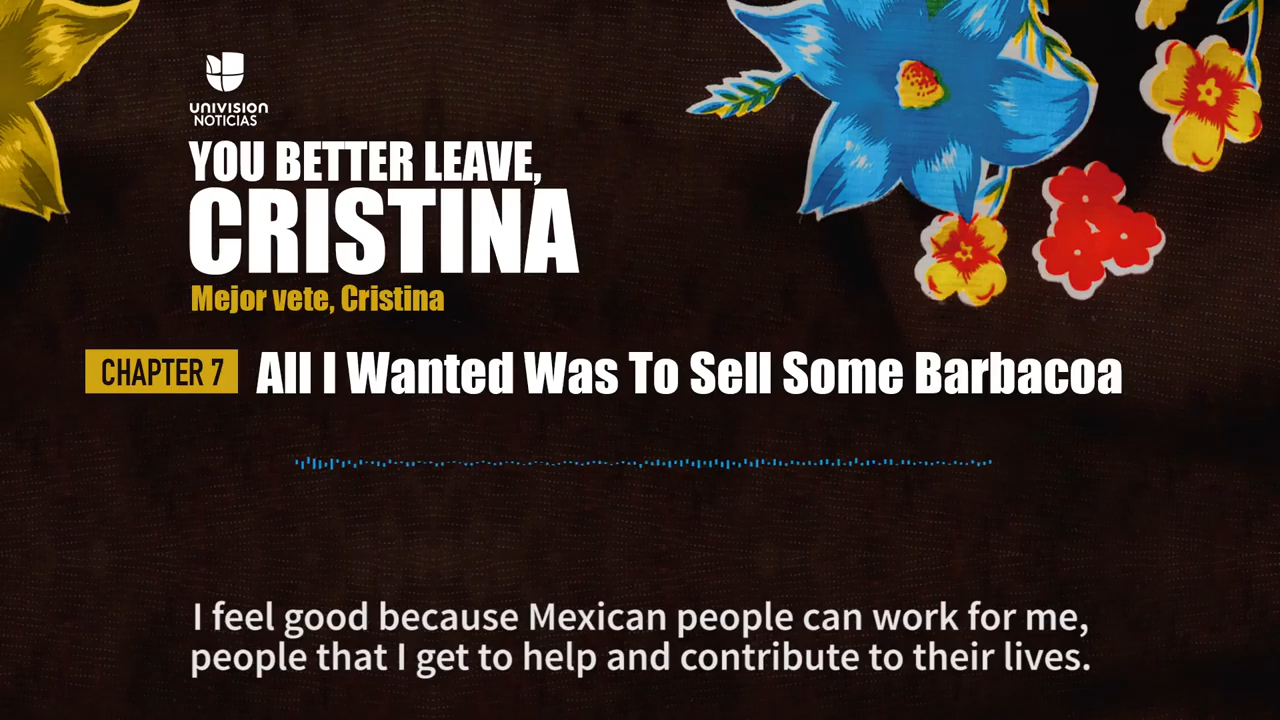 UNIVISION
NOTICIAS
YOU BETTER LEAVE,
CRISTINA
Mejor vete, Cristina
CHAPTER 7 All I Wanted Was To Sell Some Barbacoa
I feel good because Mexican people can work for me,
people that I get to help and contribute to their lives.